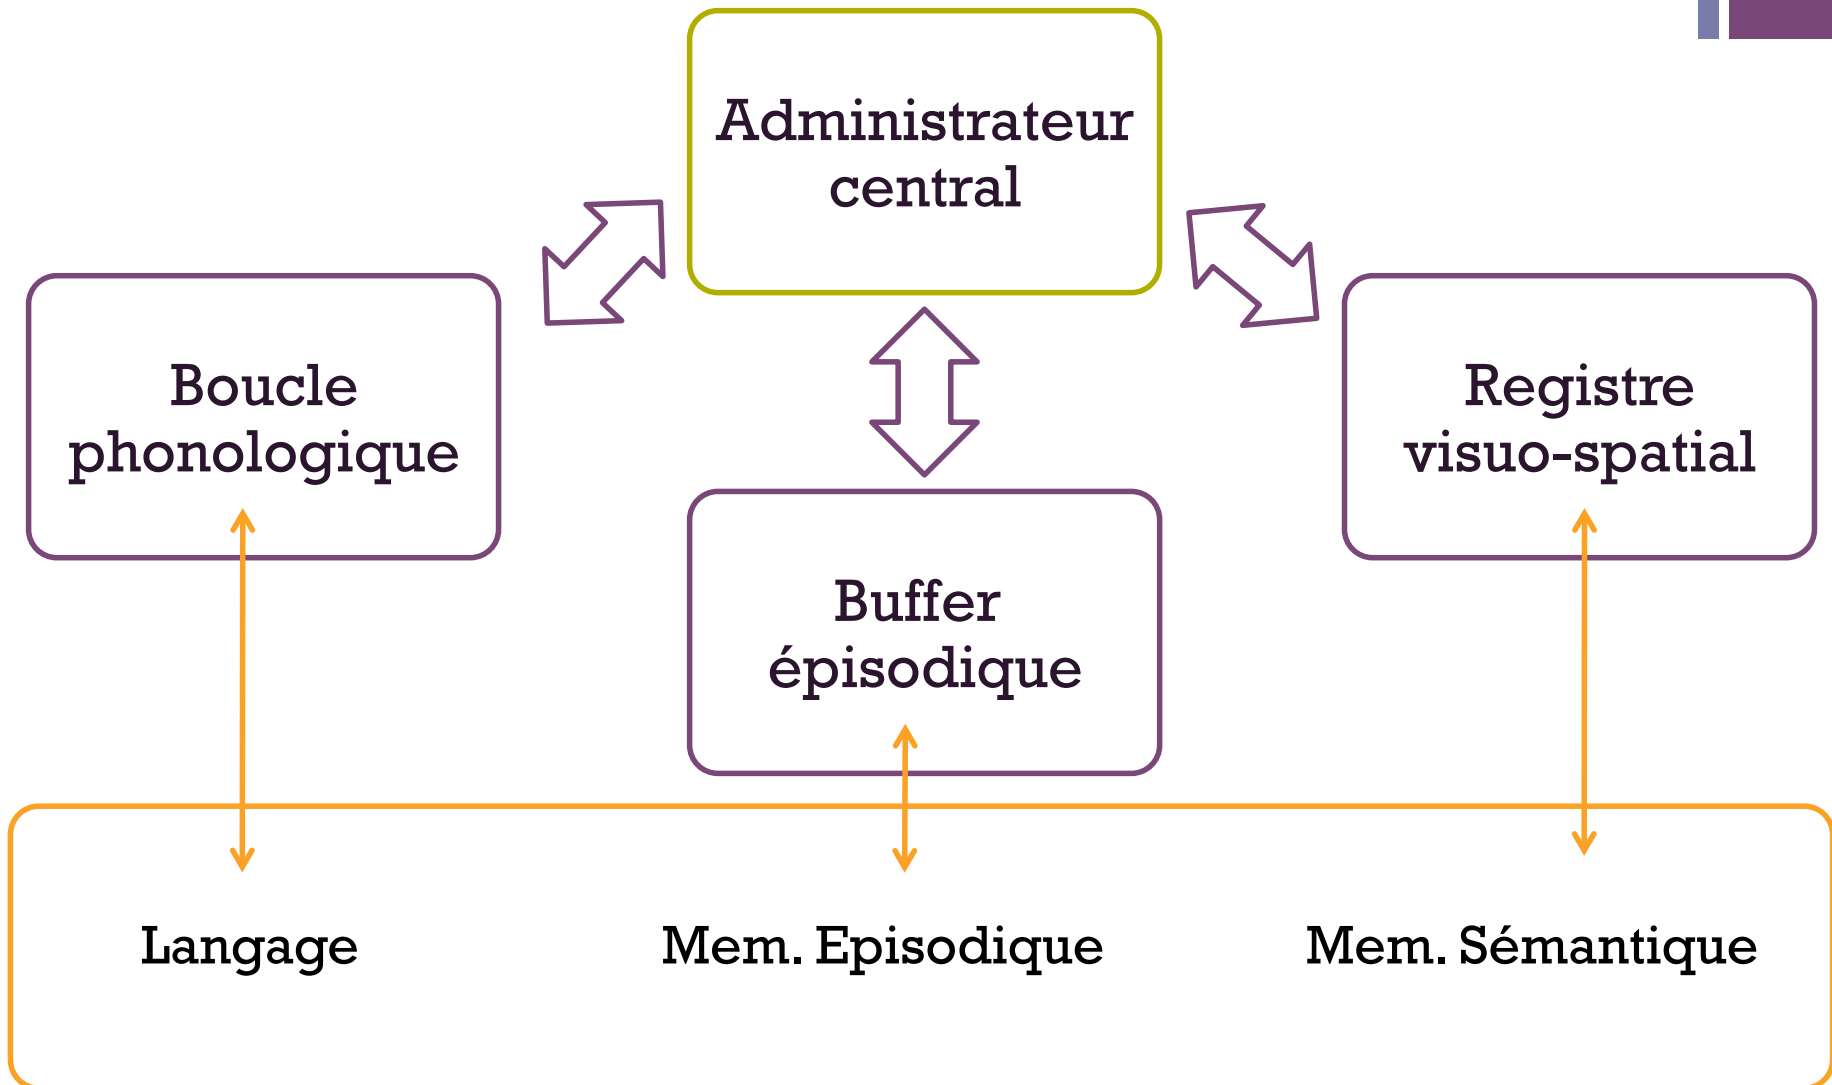 Administrateur
central
Boucle
phonologique
Registre
visuo-spatial
Buffer
épisodique
Langage
Mem. Episodique
Mem. Sémantique